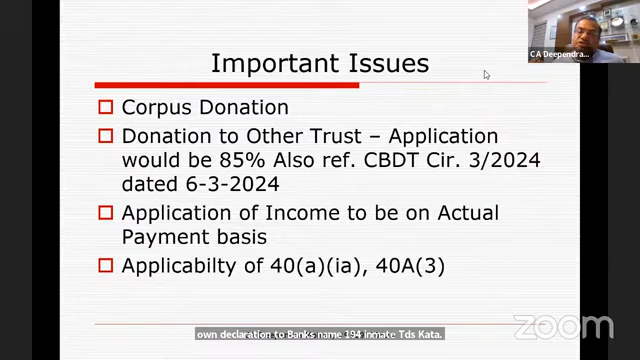 CA Deependra...
Important Issues
Corpus Donation
Donation to Other Trust – Application
would be 85% Also ref. CBDT Cir. 3/2024
dated 6-3-2024
Application of Income to be on Actual
Payment basis
Applicabilty of 40(a)(ia), 40A(3)
own declaration to Banks name 194 inmate Tds Kata.
zoom